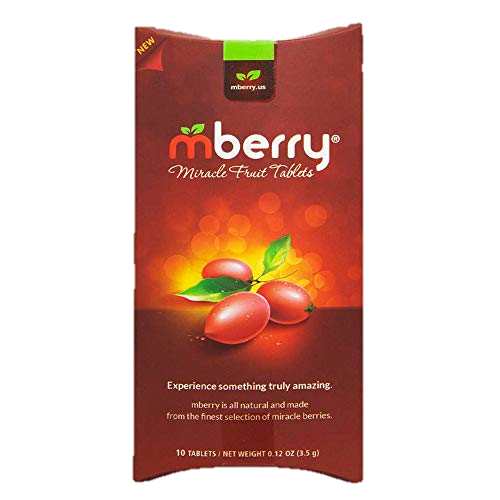 NEW
mberry.us
mberry®
Miracle Fruit Tablets
Experience something truly amazing.
mberry is all natural and made
from the finest selection of miracle berries.
10 TABLETS / NET WEIGHT 0.12 OZ (3.5 g)